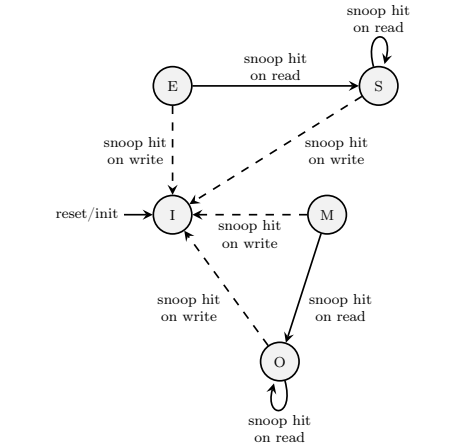 snoop hit
on read
snoop hit
on read
E
S
snoop hit
on write
snoop hit
on write
reset/init
I
M
snoop hit
on write
snoop hit
on write
snoop hit
on read
O
snoop hit
on read